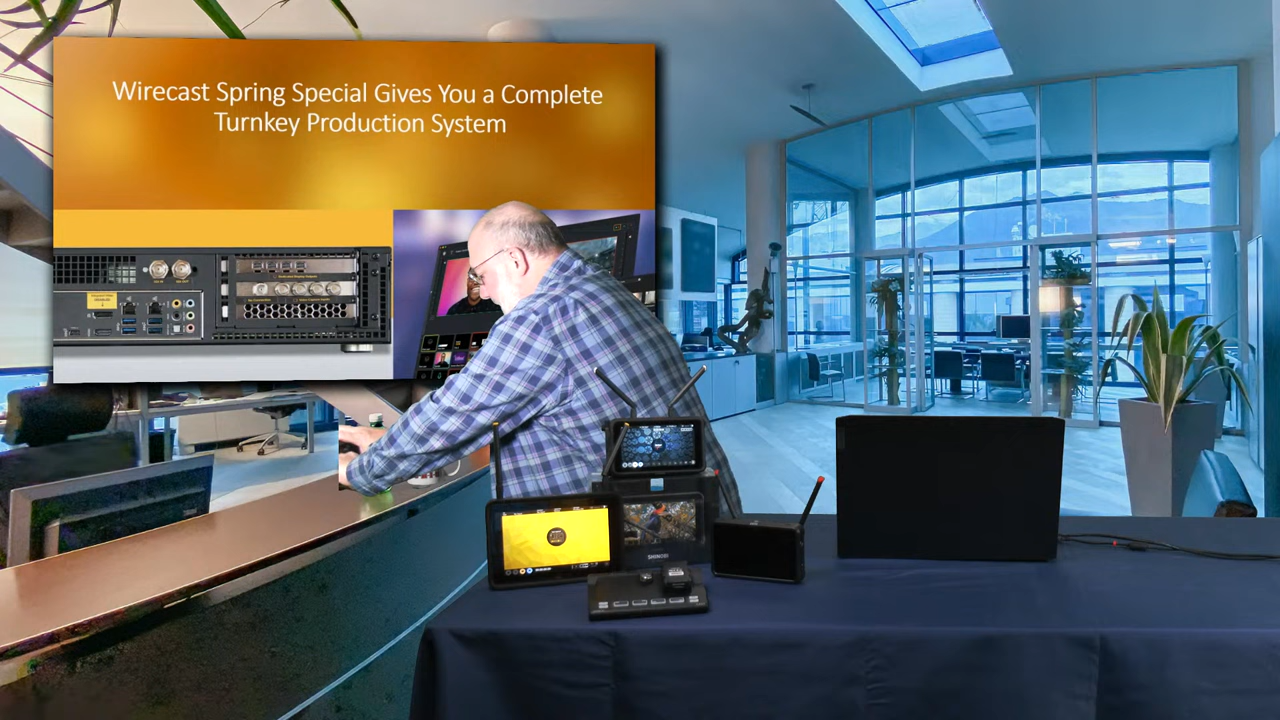 Wirecast Spring Special Gives You a Complete
Turnkey Production System
SHINOBI